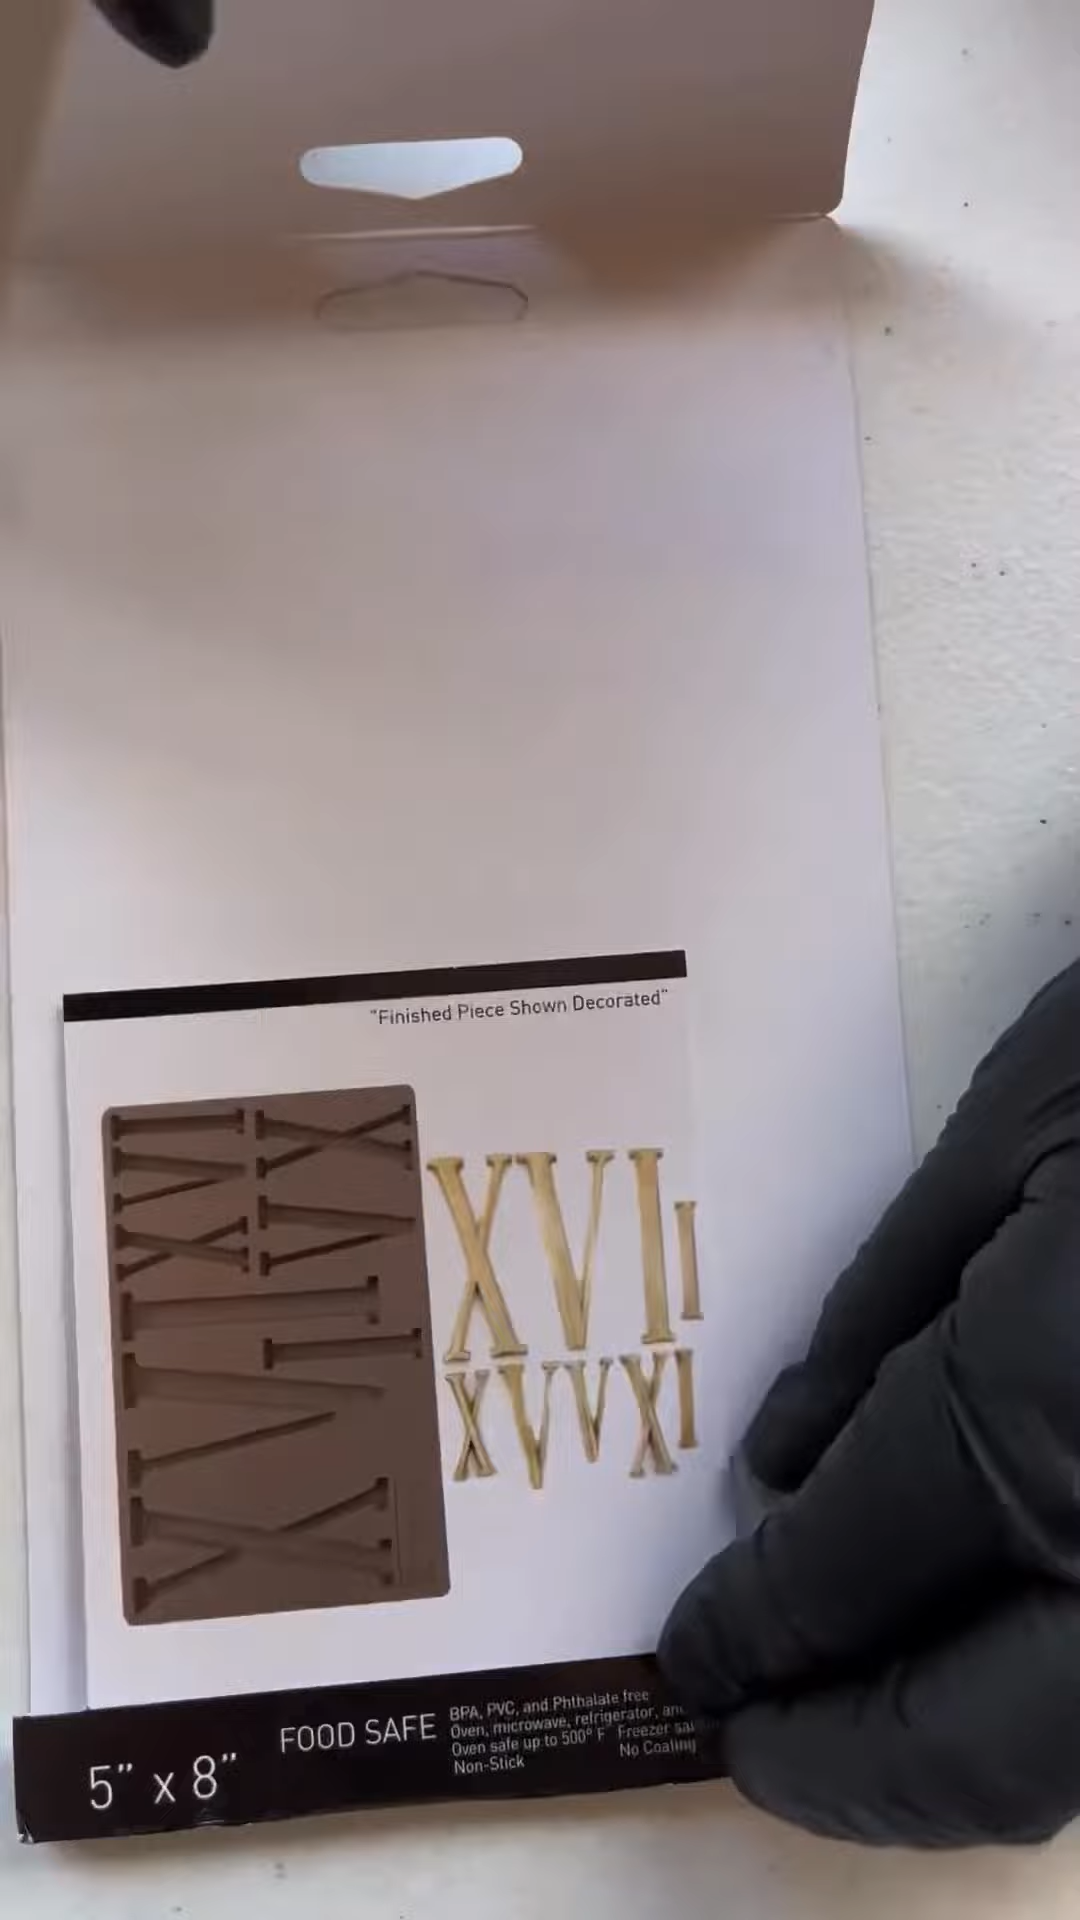 "Finished Piece Shown Decorated"
XVII
XVVXI
5" x 8"
FOOD SAFE
BPA, PVC, and Phthalate free
Oven, microwave, refrigerator, and
Oven safe up to 500° F Freezer
Non-Stick
No Coating